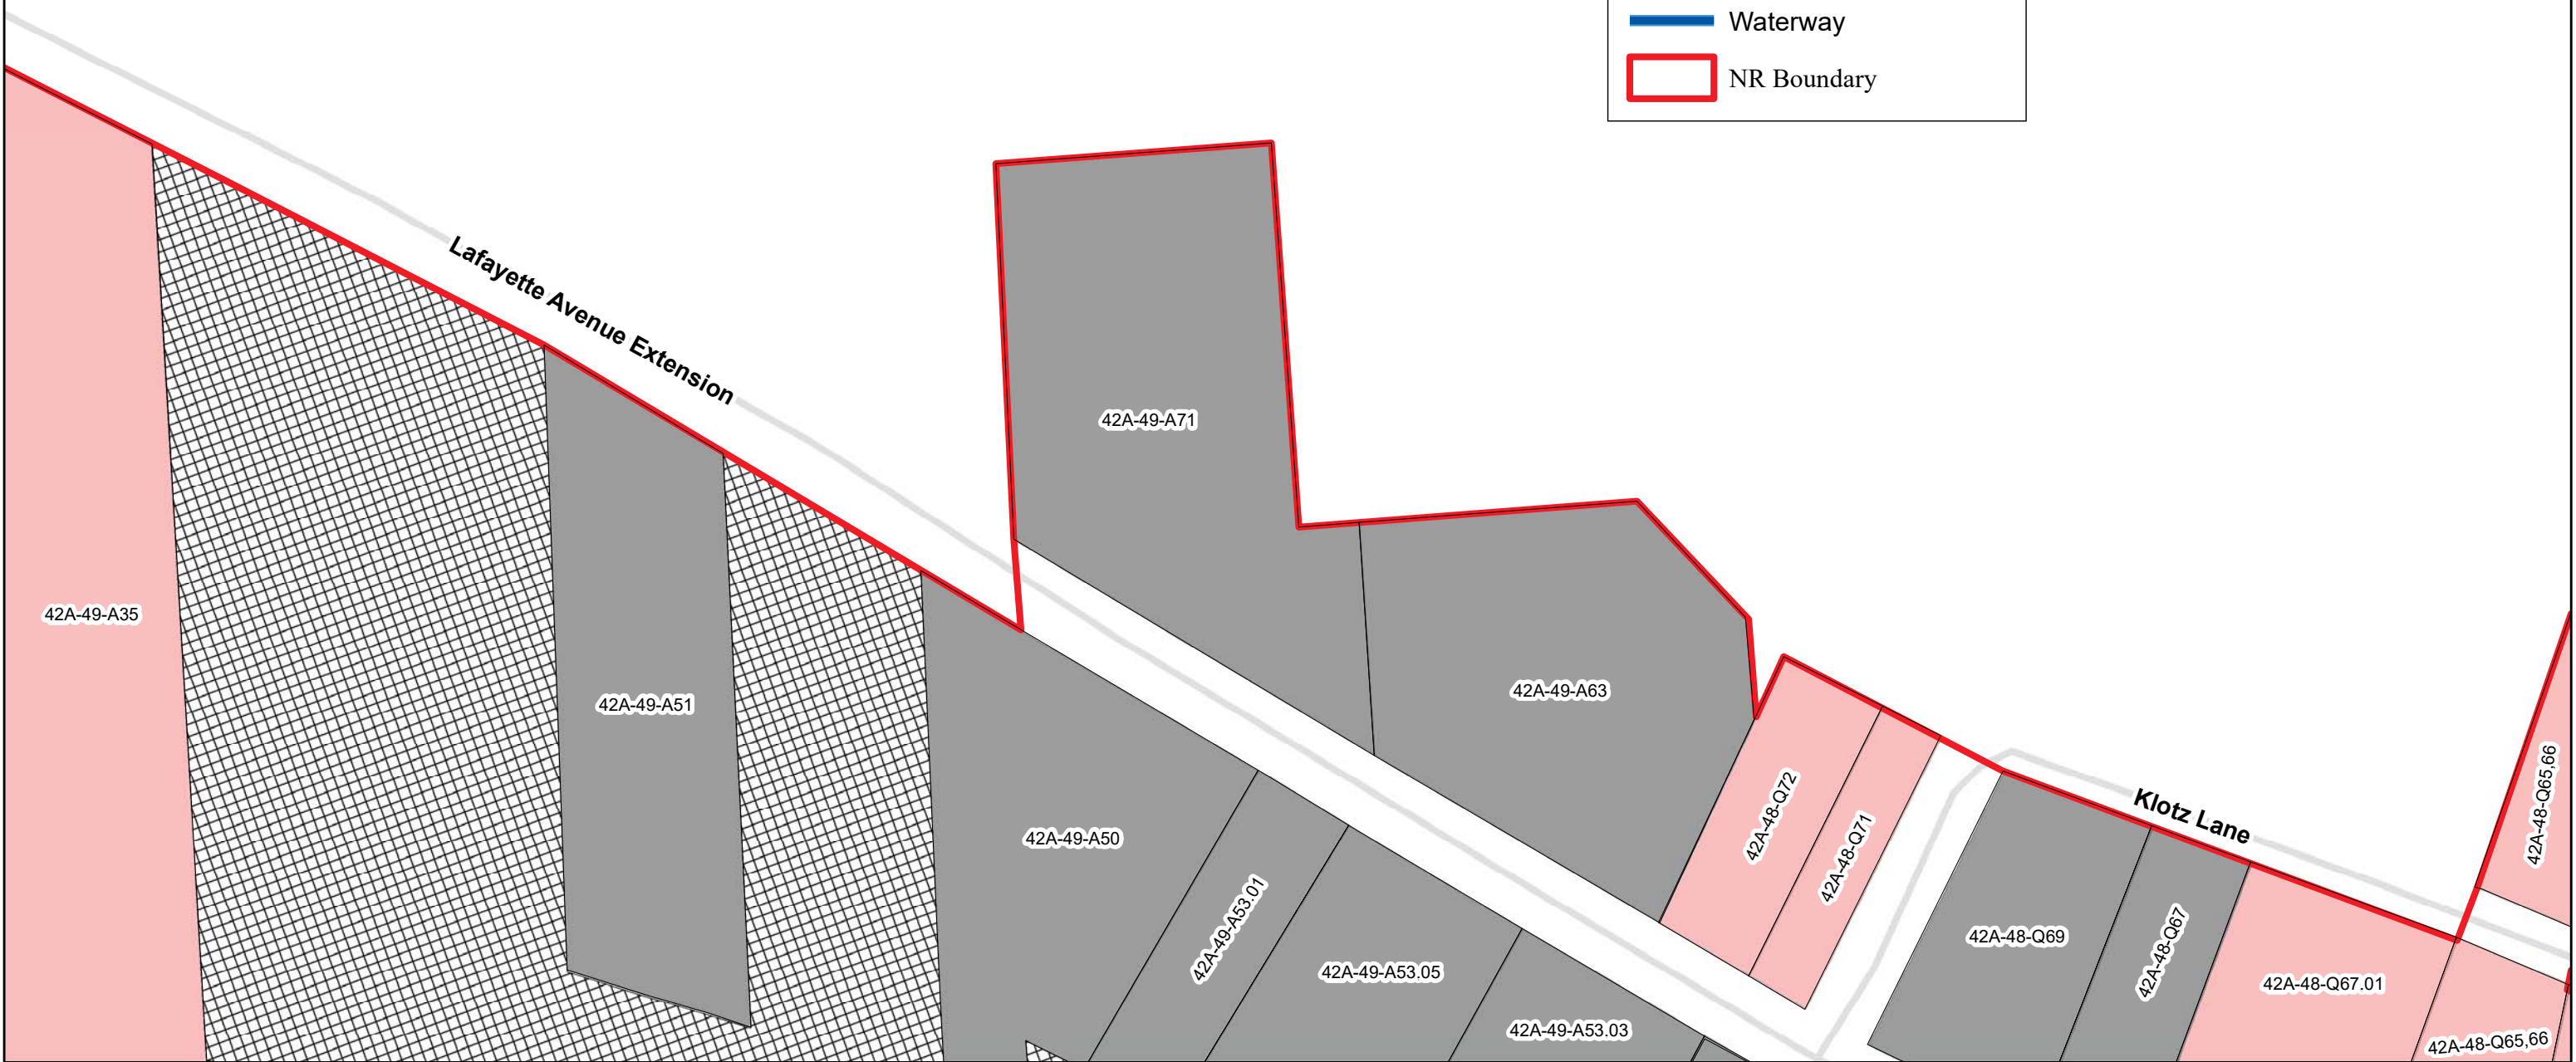 Waterway
NR Boundary
Lafayette Avenue Extension
42A-49-A71
42A-49-A35
42A-49-A51
42A-49-A63
42A-48-Q72
42A-48-Q71
Klotz Lane
42A-48-Q65,66
42A-49-A50
42A-49-A53.01
42A-49-A53.05
42A-49-A53.03
42A-48-Q69
42A-48-Q67
42A-48-Q67.01
42A-48-Q65,66